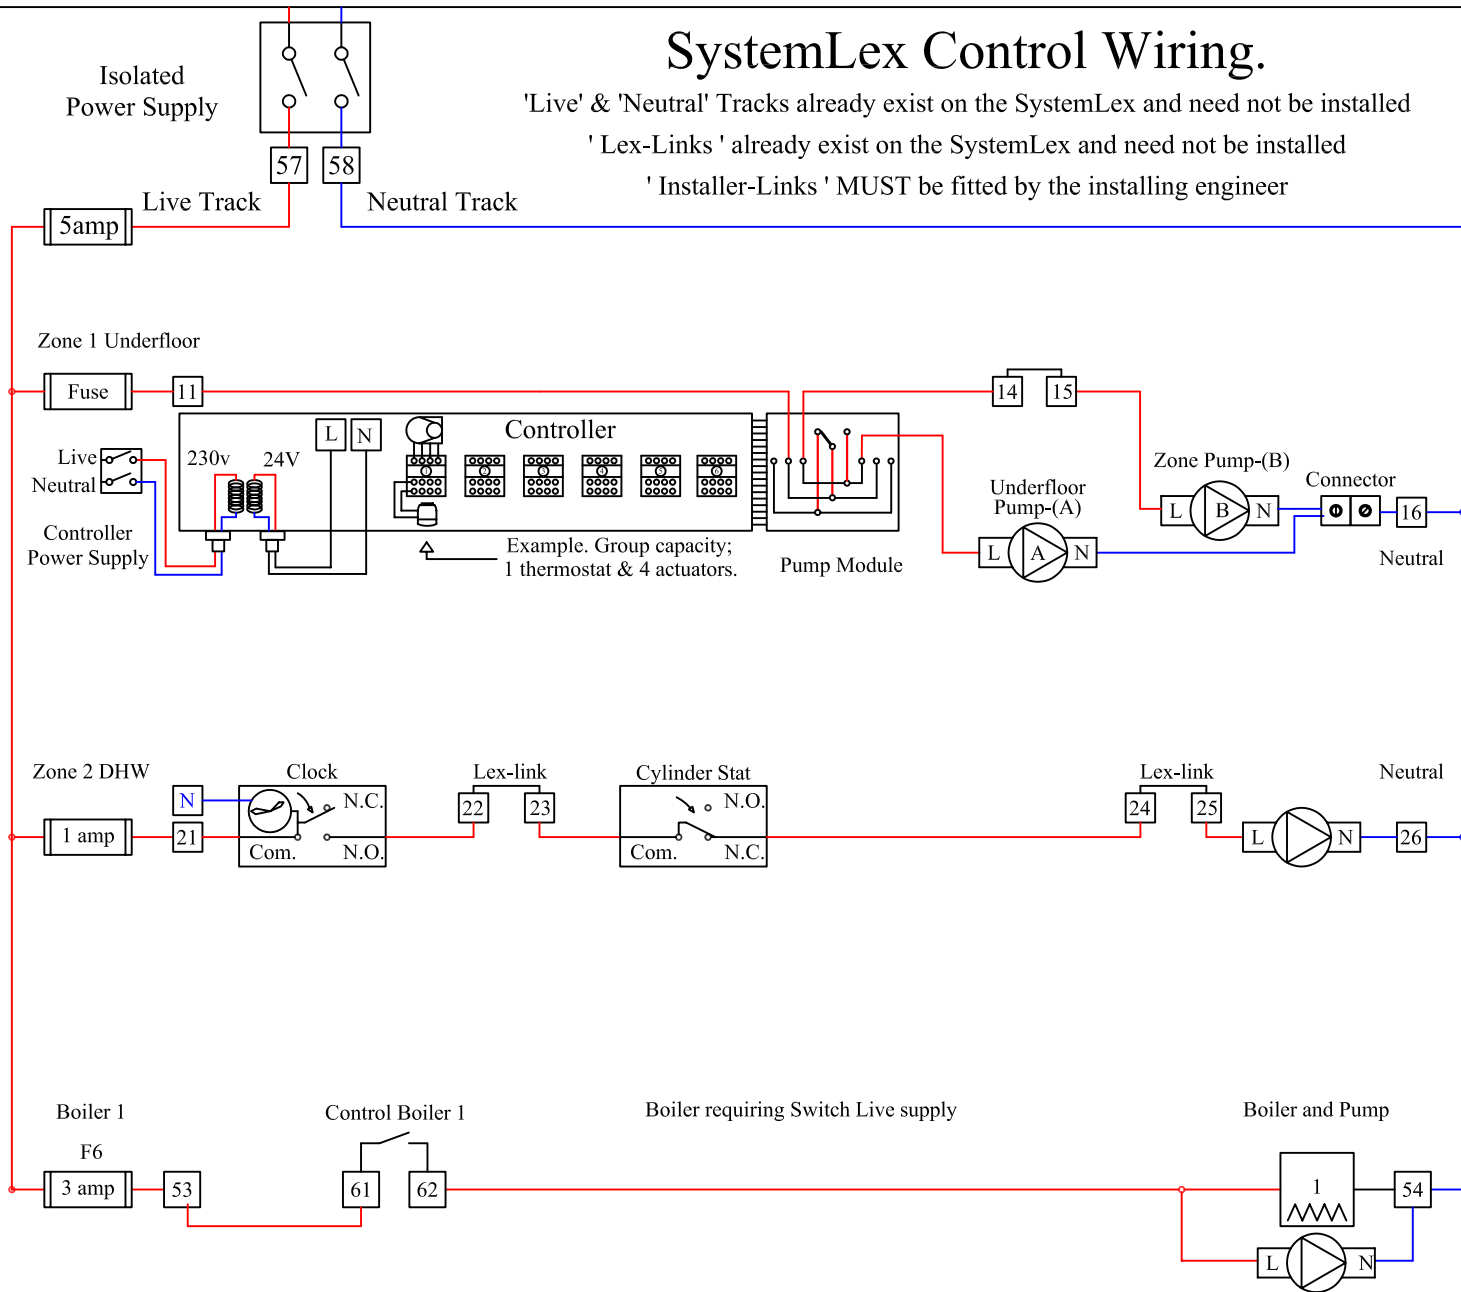 SystemLex Control Wiring.
'Live' & 'Neutral' Tracks already exist on the SystemLex and need not be installed
' Lex-Links ' already exist on the SystemLex and need not be installed
' Installer-Links ' MUST be fitted by the installing engineer
Isolated
Power Supply
57
58
Live Track
Neutral Track
5amp
Zone 1 Underfloor
Fuse
11
14
15
L
N
Controller
230v
24V
Live
Neutral
Controller
Power Supply
1
2
3
4
5
6
Example. Group capacity;
1 thermostat & 4 actuators.
Pump Module
Underfloor
Pump-(A)
L
A
N
Zone Pump-(B)
L
B
N
Connector
16
Neutral
Zone 2 DHW
N
1 amp
21
Clock
N.C.
Com.
N.O.
Lex-link
22
23
Cylinder Stat
N.O.
Com.
N.C.
Lex-link
24
25
L
N
26
Neutral
Boiler 1
F6
3 amp
53
Control Boiler 1
61
62
Boiler requiring Switch Live supply
Boiler and Pump
1
54
L
N